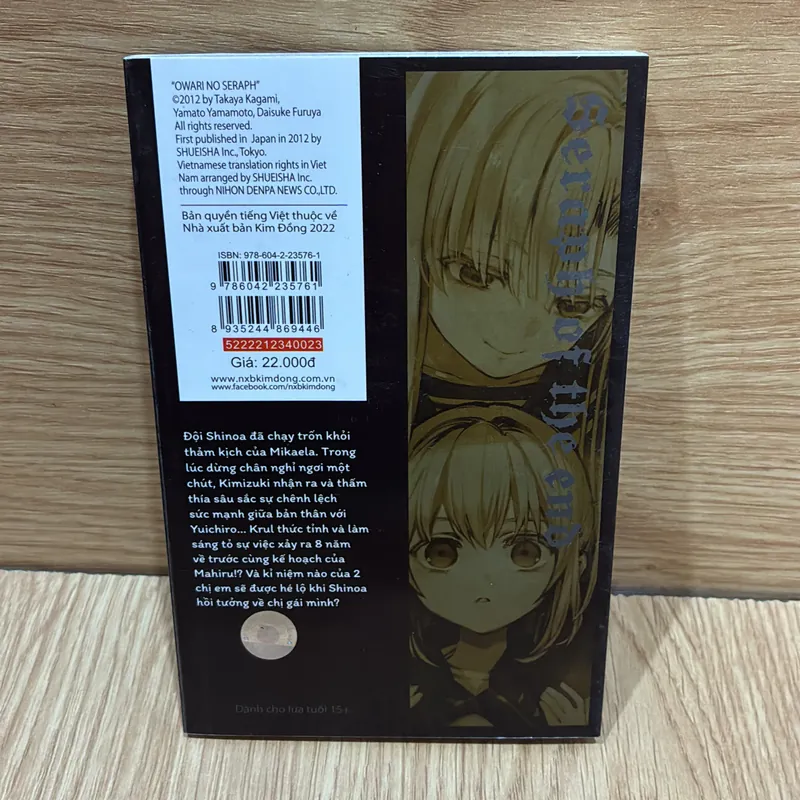 "OWARI NO SERAPH"
©2012 by Takaya Kagami,
Yamato Yamamoto, Daisuke Furuya
All rights reserved.
First published in Japan in 2012 by
SHUEISHA Inc., Tokyo.
Vietnamese translation rights in Viet
Nam arranged by SHUEISHA Inc.
through NIHON DENPA NEWS CO.,LTD.
Bản quyền tiếng Việt thuộc về
Nhà xuất bản Kim Đồng 2022
ISBN: 978-604-2-23576-1
9 786042 235761
8 935244 869446
5222212340023
Giá: 22.000đ
www.nxbkimdong.com.vn
www.facebook.com/nxbkimdong
Đội Shinoa đã chạy trốn khỏi
thảm kịch của Mikaela. Trong
lúc dừng chân nghỉ ngơi một
chút, Kimizuki nhận ra và thấm
thía sâu sắc sự chênh lệch
sức mạnh giữa bản thân với
Yuichiro... Krul thức tỉnh và làm
sáng tỏ sự việc xảy ra 8 năm
về trước cùng kế hoạch của
Mahiru!? Và kỉ niệm nào của 2
chị em sẽ được hé lộ khi Shinoa
hồi tưởng về chị gái mình?
Dành cho lứa tuổi 15+
Seraph of the end